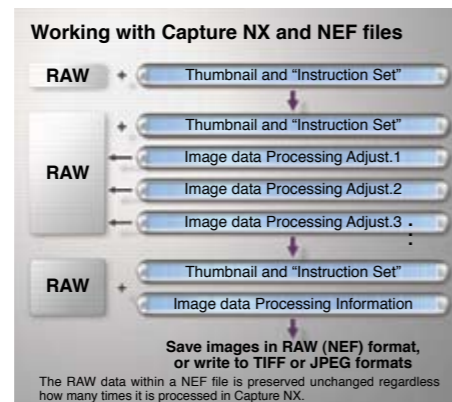 Working with Capture NX and NEF files
RAW + Thumbnail and “Instruction Set”
+ Thumbnail and “Instruction Set”
Image data Processing Adjust.1
RAW
Image data Processing Adjust.2
Image data Processing Adjust.3
Thumbnail and “Instruction Set”
RAW +
Image data Processing Information
Save images in RAW (NEF) format,
or write to TIFF or JPEG formats
The RAW data within a NEF file is preserved unchanged regardless
how many times it is processed in Capture NX.